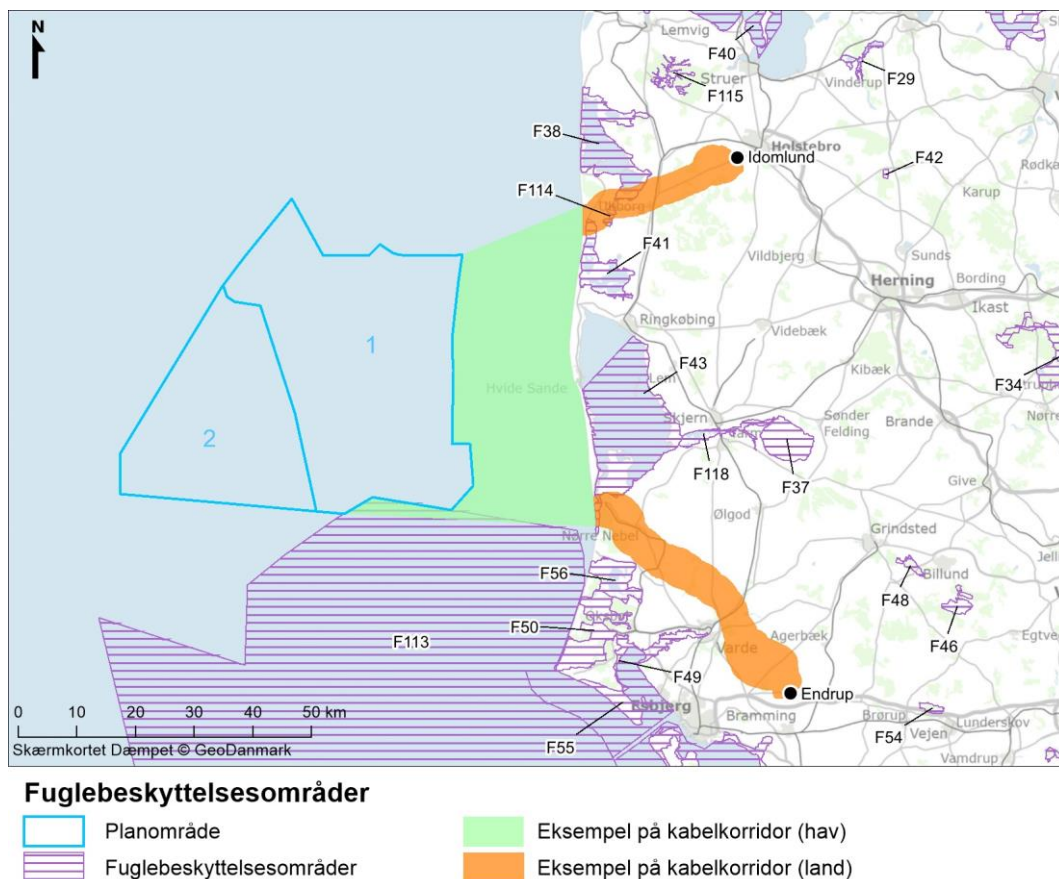 N
Lemvig
F40
Struer
F115
F29
Vinderup
F38
Holstebro
Idomlund
F42
Rødkæ
F114
Ulfborg
Karup
F41
Vildbjerg
Sunds
Herning
Bording
Ikast
1
Ringkøbing
Videbæk
F43
Kibæk
F34
Hvide Sande
Lem
2
Skjern
Sønder
Felding
Brande
Nørre
F118
F37
Give
Ølgod
Nørre Nebel
Grindsted
Jelli
F56
F48
Billund
Oksbøl
F50
F113
Agerbæk
F46
Egtve
Varde
F49
Endrup
0 10 20 30 40 50 km
Esbjerg
Bramming
Brørup
Lunderskov
F54
Vejen
F55
Vamdrup
Skærmkortet Dæmpet © GeoDanmark
Fuglebeskyttelsesområder
Planområde
Eksempel på kabelkorridor (hav)
Fuglebeskyttelsesområder
Eksempel på kabelkorridor (land)